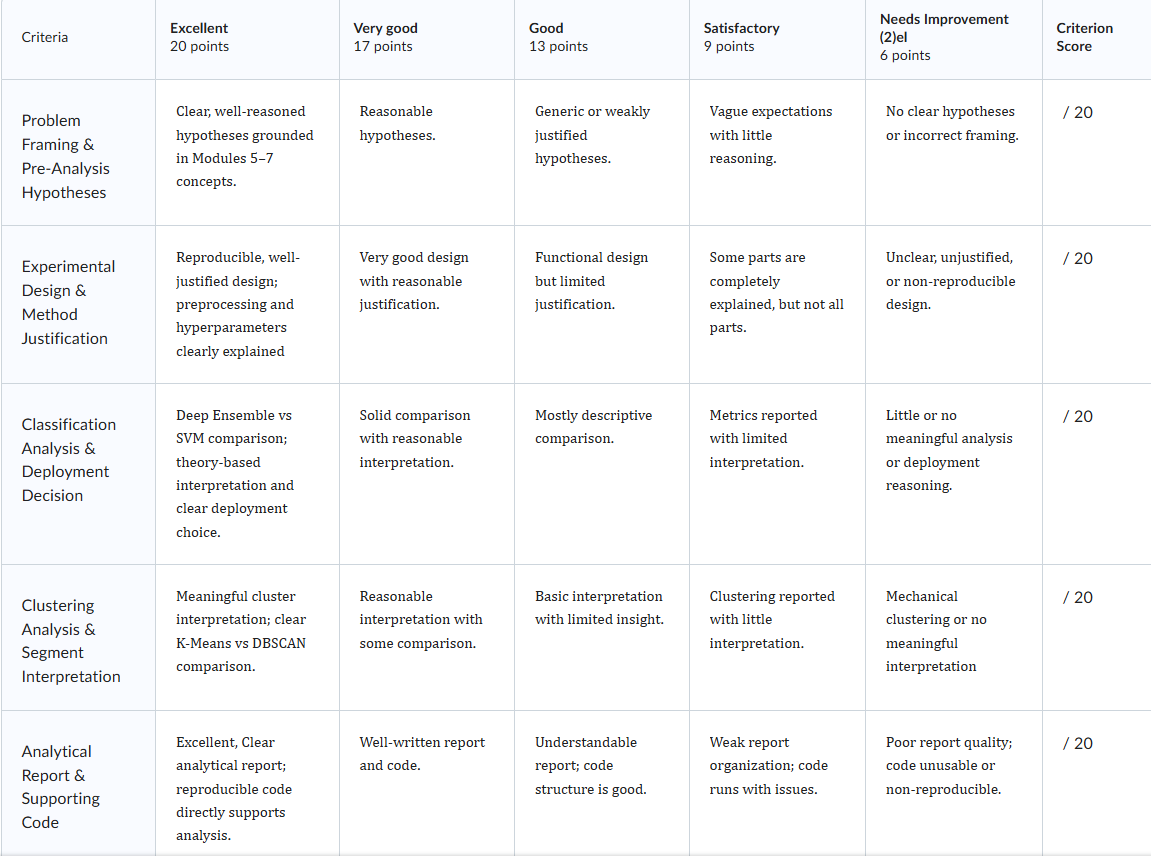 Criteria
Excellent
20 points
Very good
17 points
Good
13 points
Satisfactory
9 points
Needs Improvement
(2)el
6 points
Criterion
Score
Problem
Framing &
Pre-Analysis
Hypotheses
Clear, well-reasoned
hypotheses grounded
in Modules 5–7
concepts.
Reasonable
hypotheses.
Generic or weakly
justified
hypotheses.
Vague expectations
with little
reasoning.
No clear hypotheses
or incorrect framing.
/ 20
Experimental
Design &
Method
Justification
Reproducible, well-
justified design;
preprocessing and
hyperparameters
clearly explained
Very good design
with reasonable
justification.
Functional design
but limited
justification.
Some parts are
completely
explained, but not all
parts.
Unclear, unjustified,
or non-reproducible
design.
/ 20
Classification
Analysis &
Deployment
Decision
Deep Ensemble vs
SVM comparison;
theory-based
interpretation and
clear deployment
choice.
Solid comparison
with reasonable
interpretation.
Mostly descriptive
comparison.
Metrics reported
with limited
interpretation.
Little or no
meaningful analysis
or deployment
reasoning.
/ 20
Clustering
Analysis &
Segment
Interpretation
Meaningful cluster
interpretation; clear
K-Means vs DBSCAN
comparison.
Reasonable
interpretation with
some comparison.
Basic interpretation
with limited insight.
Clustering reported
with little
interpretation.
Mechanical
clustering or no
meaningful
interpretation
/ 20
Analytical
Report &
Supporting
Code
Excellent, Clear
analytical report;
reproducible code
directly supports
analysis.
Well-written report
and code.
Understandable
report; code
structure is good.
Weak report
organization; code
runs with issues.
Poor report quality;
code unusable or
non-reproducible.
/ 20